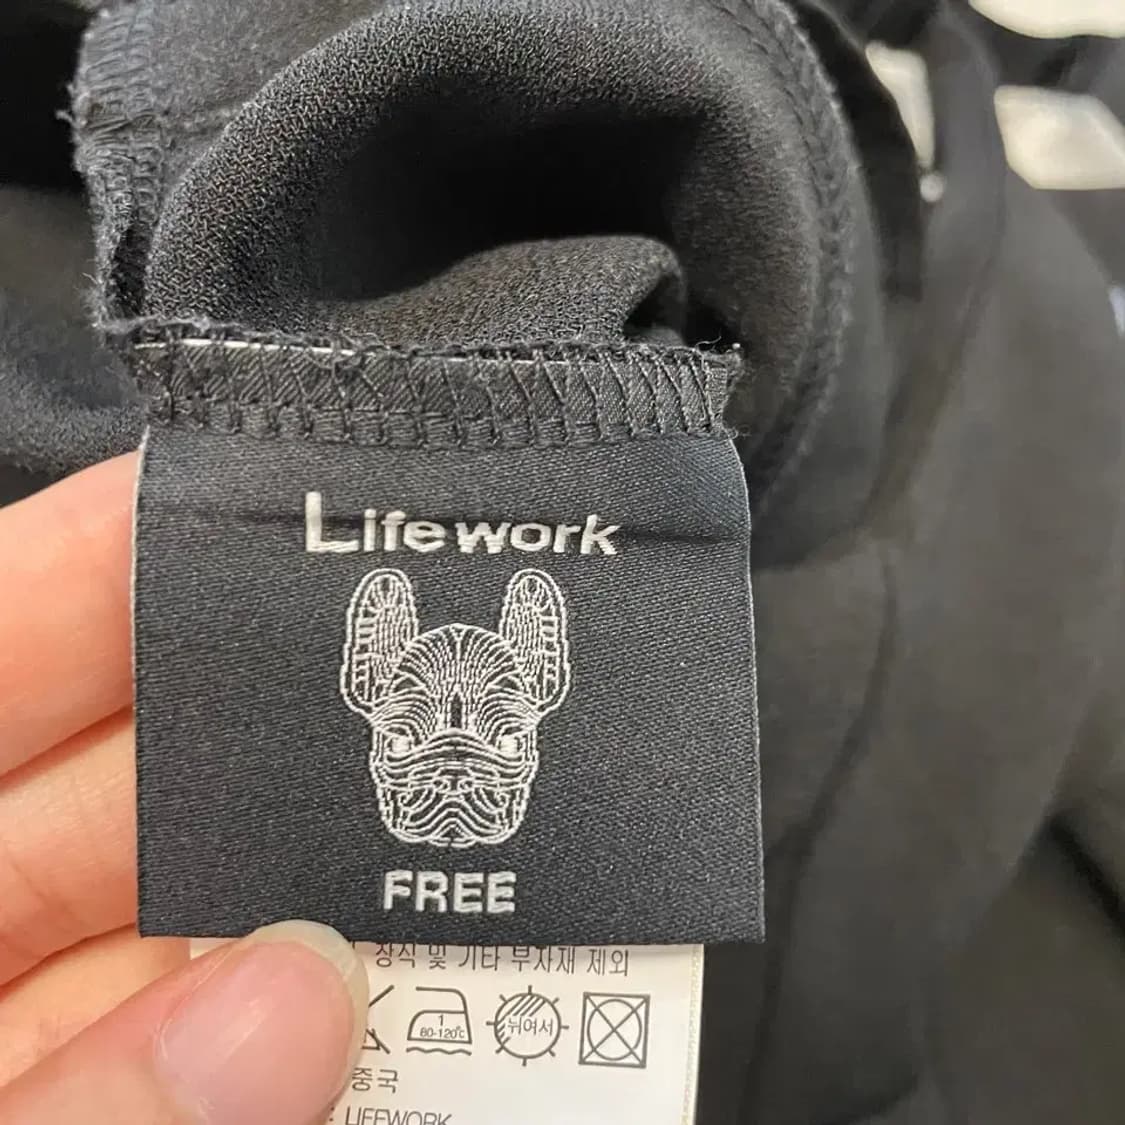 Lifework
FREE
장식 및 기타 부자재 제외
1
80-120℃
뉘여서
중국
: LIFEWORK